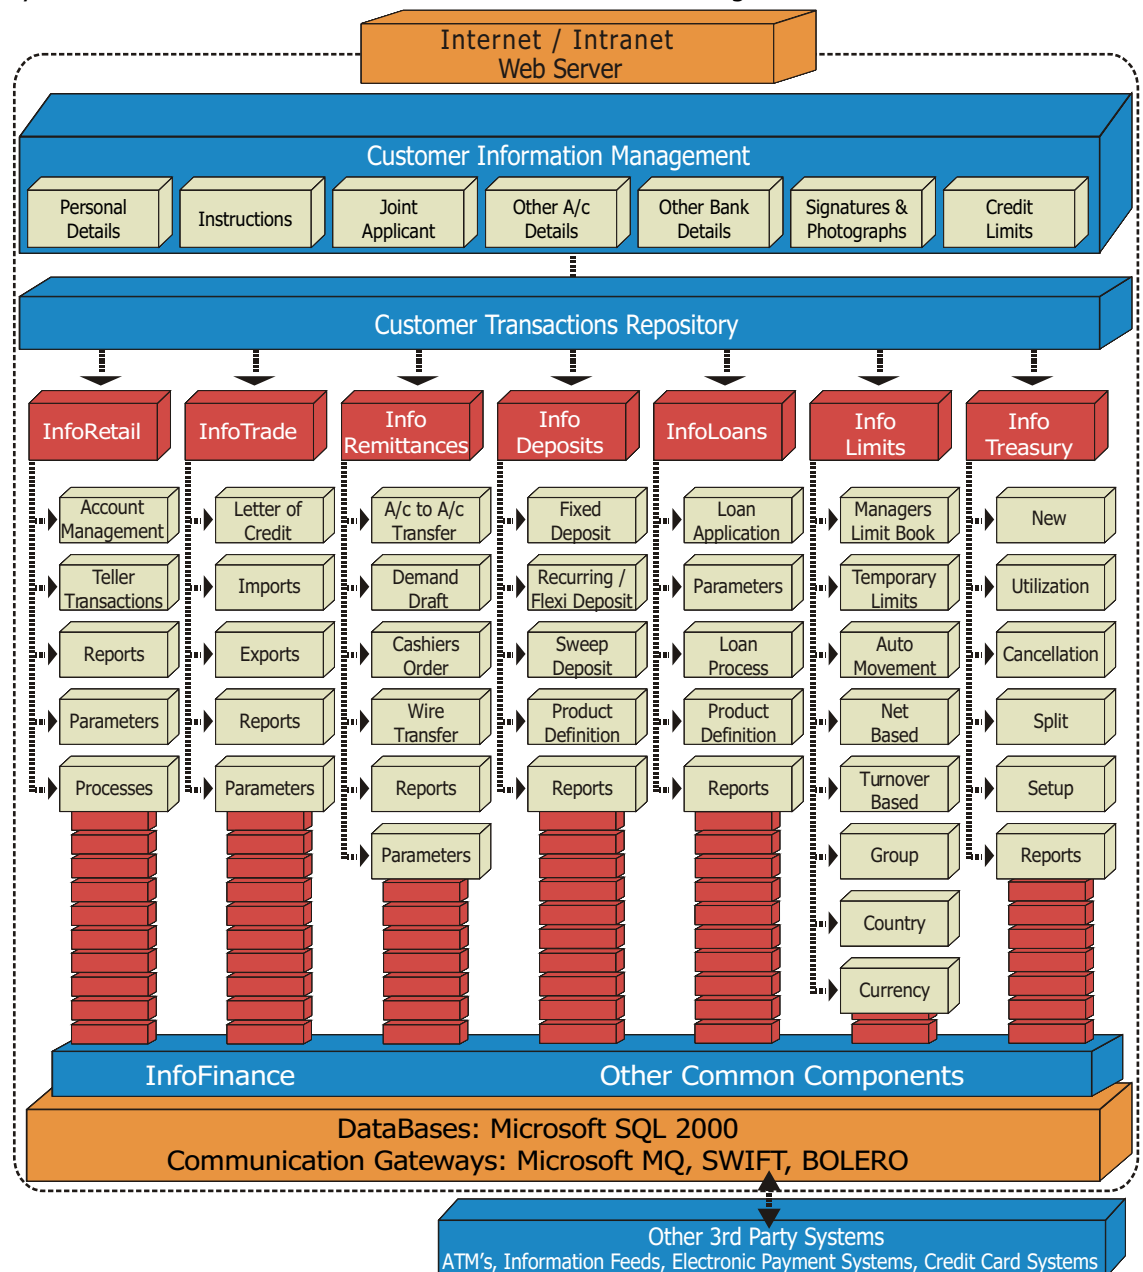 Internet / Intranet
Web Server
Customer Information Management
Personal
Details
Instructions
Joint
Applicant
Other A/c
Details
Other Bank
Details
Signatures &
Photographs
Credit
Limits
Customer Transactions Repository
InfoRetail
InfoTrade
Info
Remittances
Info
Deposits
InfoLoans
Info
Limits
Info
Treasury
Account
Management
Teller
Transactions
Reports
Parameters
Processes
Letter of
Credit
Imports
Exports
Reports
Parameters
A/c to A/c
Transfer
Demand
Draft
Cashiers
Order
Wire
Transfer
Reports
Parameters
Fixed
Deposit
Recurring /
Flexi Deposit
Sweep
Deposit
Product
Definition
Reports
Loan
Application
Parameters
Loan
Process
Product
Definition
Reports
Managers
Limit Book
Temporary
Limits
Auto
Movement
Net
Based
Turnover
Based
Group
Country
Currency
New
Utilization
Cancellation
Split
Setup
Reports
InfoFinance
Other Common Components
DataBases: Microsoft SQL 2000
Communication Gateways: Microsoft MQ, SWIFT, BOLERO
Other 3rd Party Systems
ATM's, Information Feeds, Electronic Payment Systems, Credit Card Systems